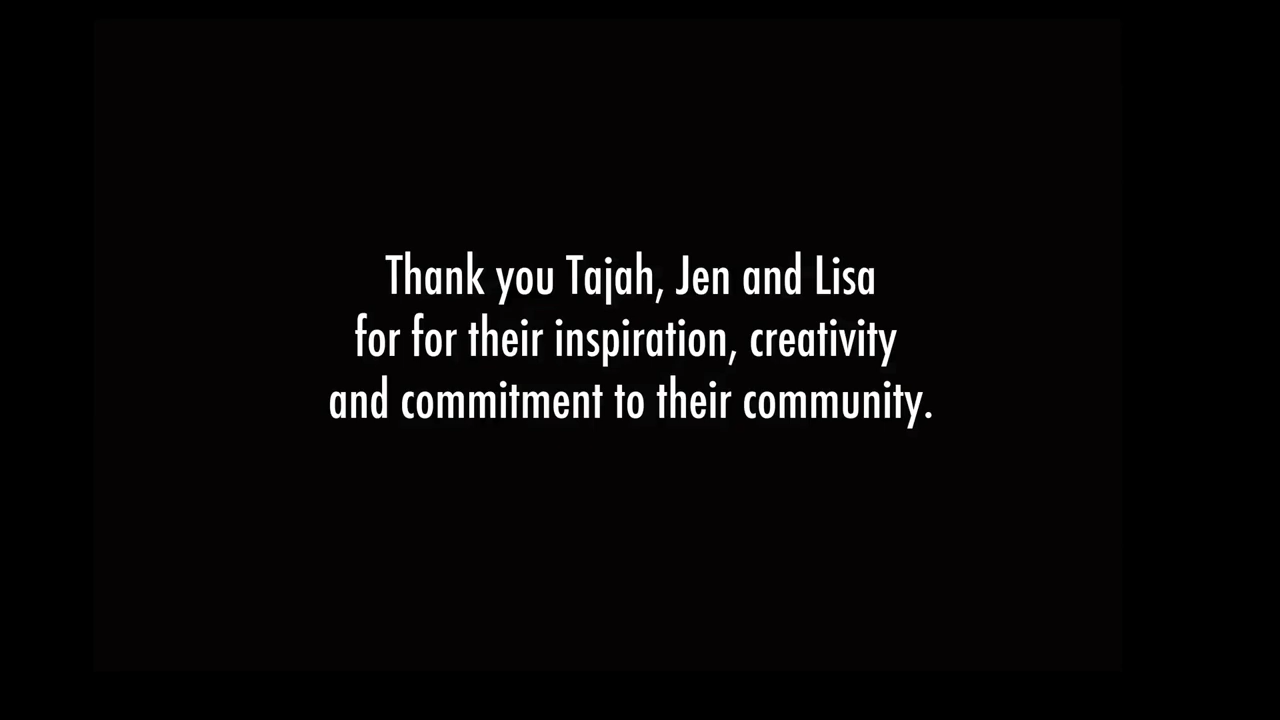 Thank you Tajah, Jen and Lisa
for for their inspiration, creativity
and commitment to their community.